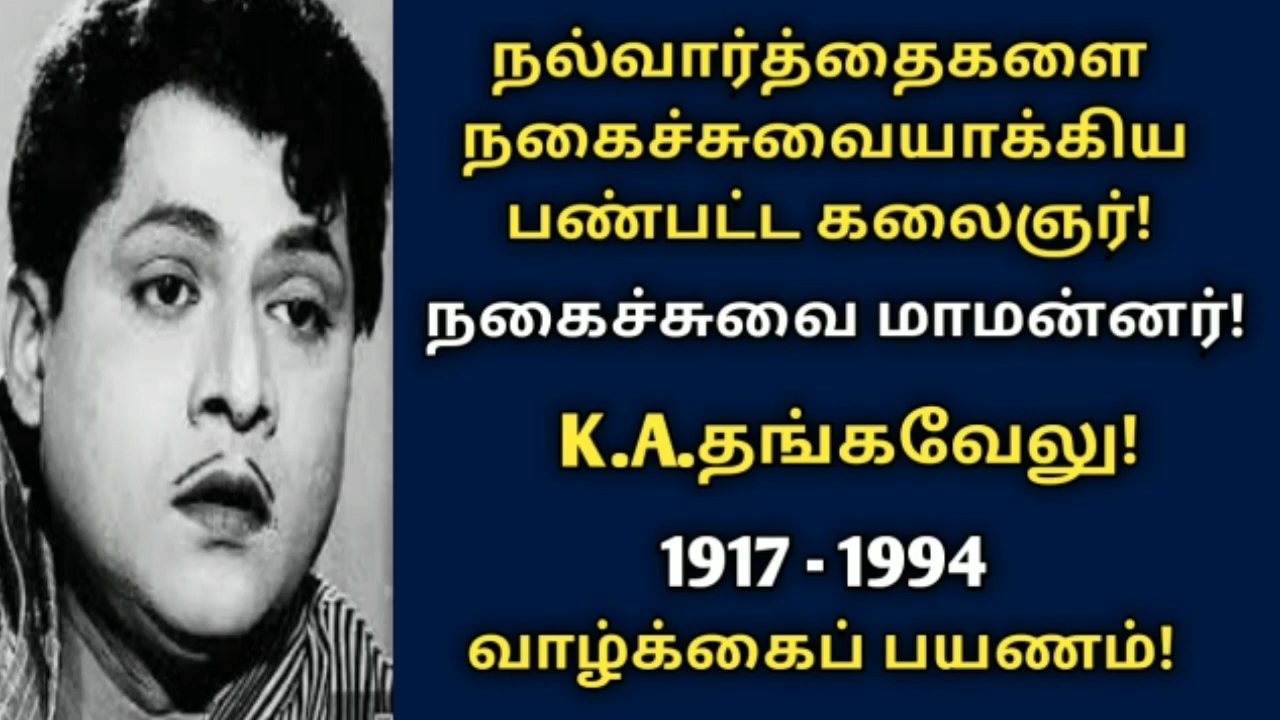 நல்வார்த்தைகளை
நகைச்சுவையாக்கிய
பண்பட்ட கலைஞர்!
நகைச்சுவை மாமன்னர்!
K.A.தங்கவேலு!
1917 - 1994
வாழ்க்கைப் பயணம்!